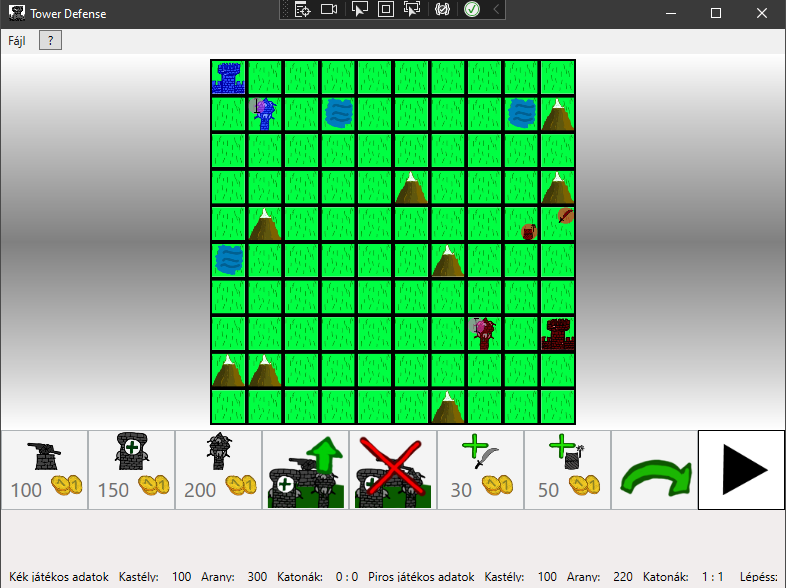 Tower Defense
Fájl ?
100 150 200 30 50
Kék játékos adatok Kastély: 100 Arany: 300 Katonák: 0 : 0 Piros játékos adatok Kastély: 100 Arany: 220 Katonák: 1 : 1 Lépéss: